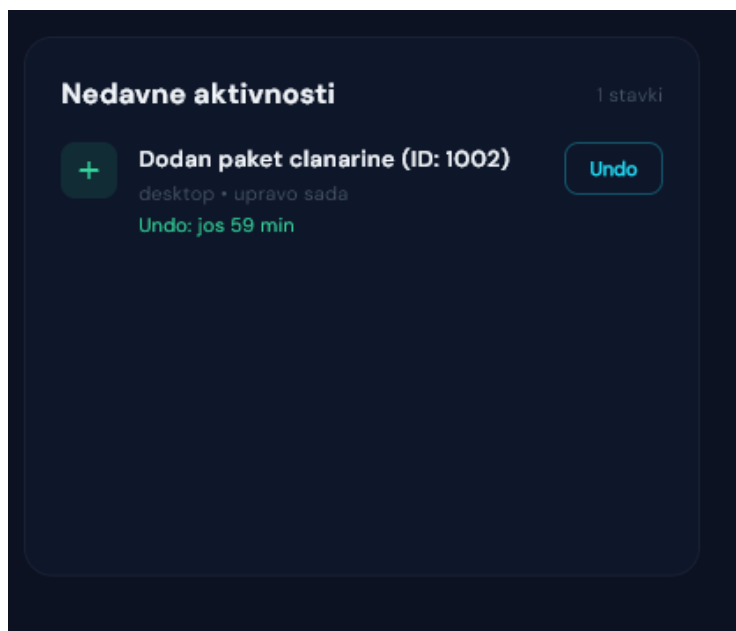 Nedavne aktivnosti
1 stavki
Dodan paket clanarine (ID: 1002)
Undo
desktop • upravo sada
Undo: jos 59 min